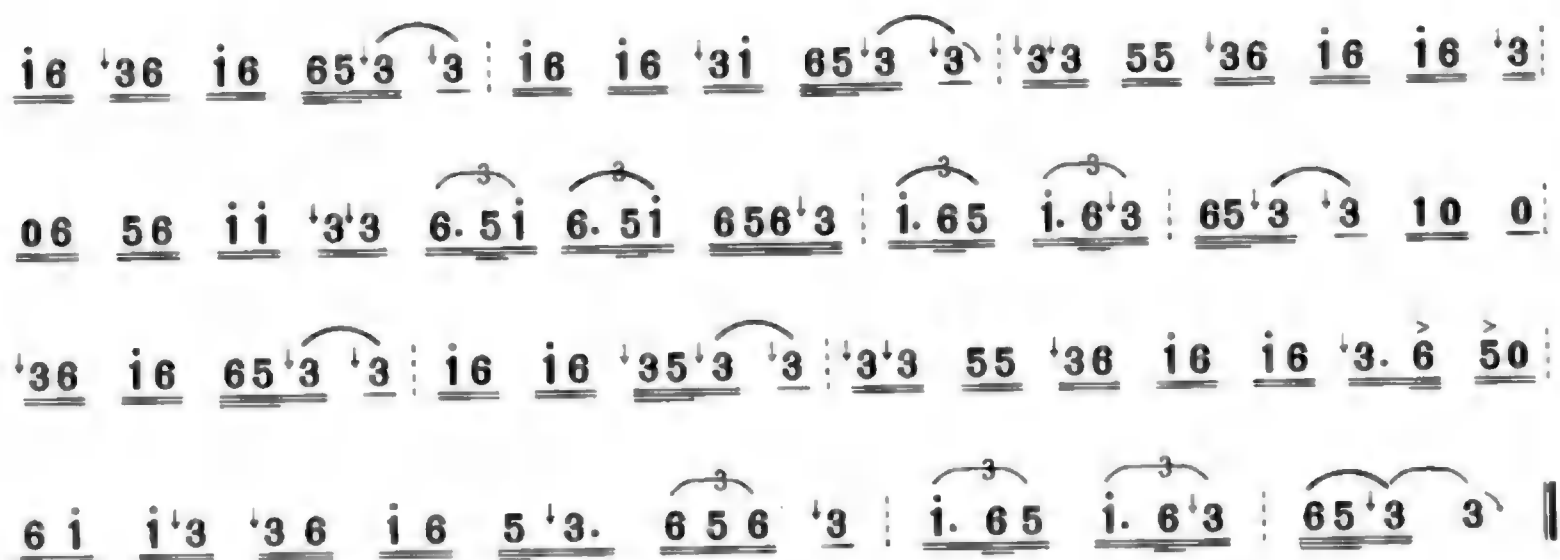 i6 ↓36 i6 65↓3 ↓3 ┊ i6 i6 ↓3i 65↓3 ↓3 ┊ ↓3↓3 55 ↓36 i6 i6 ↓3 ┊
06 56 ii ↓3↓3 6. 5i 6. 5i 656↓3 ┊ i. 65 i. 6↓3 ┊ 65↓3 ↓3 10 0 ┊
↓36 i6 65↓3 ↓3 ┊ i6 i6 ↓35↓3 ↓3 ┊ ↓3↓3 55 ↓36 i6 i6 ↓3. 6 50 ┊
6 i i↓3 ↓3 6 i 6 5 ↓3. 6 5 6 ↓3 ┊ i. 6 5 i. 6↓3 ┊ 65↓3 3 ‖